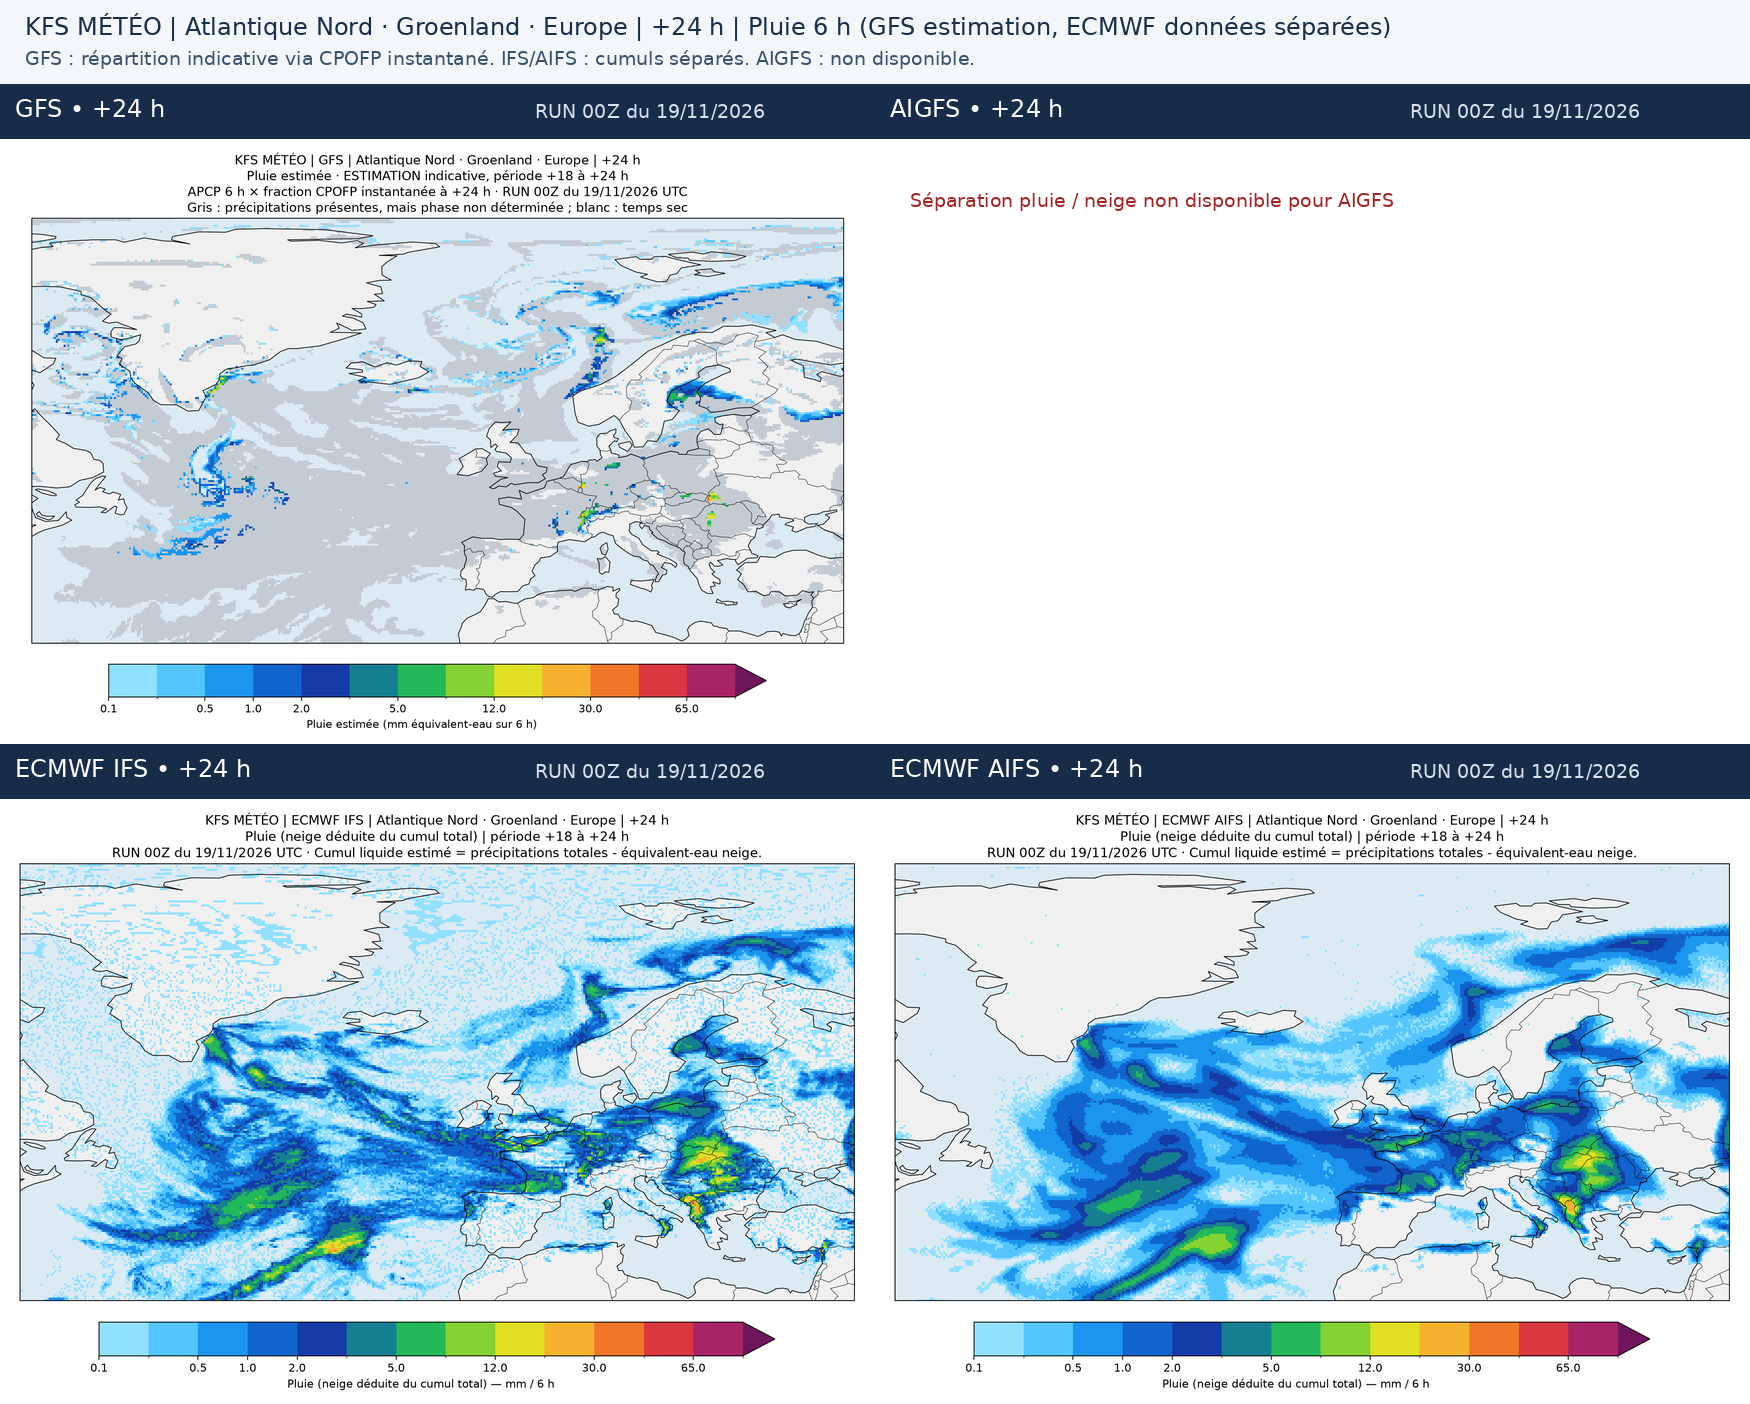 KFS MÉTÉO | Atlantique Nord · Groenland · Europe | +24 h | Pluie 6 h (GFS estimation, ECMWF données séparées)
GFS : répartition indicative via CPOFP instantané. IFS/AIFS : cumuls séparés. AIGFS : non disponible.
GFS • +24 h
RUN 00Z du 19/11/2026
AIGFS • +24 h
RUN 00Z du 19/11/2026
KFS MÉTÉO | GFS | Atlantique Nord · Groenland · Europe | +24 h
Pluie estimée · ESTIMATION indicative, période +18 à +24 h
APCP 6 h × fraction CPOFP instantanée à +24 h · RUN 00Z du 19/11/2026 UTC
Gris : précipitations présentes, mais phase non déterminée ; blanc : temps sec
Séparation pluie / neige non disponible pour AIGFS
0.1 0.5 1.0 2.0 5.0 12.0 30.0 65.0
Pluie estimée (mm équivalent-eau sur 6 h)
ECMWF IFS • +24 h
RUN 00Z du 19/11/2026
ECMWF AIFS • +24 h
RUN 00Z du 19/11/2026
KFS MÉTÉO | ECMWF IFS | Atlantique Nord · Groenland · Europe | +24 h
Pluie (neige déduite du cumul total) | période +18 à +24 h
RUN 00Z du 19/11/2026 UTC · Cumul liquide estimé = précipitations totales - équivalent-eau neige.
KFS MÉTÉO | ECMWF AIFS | Atlantique Nord · Groenland · Europe | +24 h
Pluie (neige déduite du cumul total) | période +18 à +24 h
RUN 00Z du 19/11/2026 UTC · Cumul liquide estimé = précipitations totales - équivalent-eau neige.
0.1 0.5 1.0 2.0 5.0 12.0 30.0 65.0
Pluie (neige déduite du cumul total) — mm / 6 h
0.1 0.5 1.0 2.0 5.0 12.0 30.0 65.0
Pluie (neige déduite du cumul total) — mm / 6 h